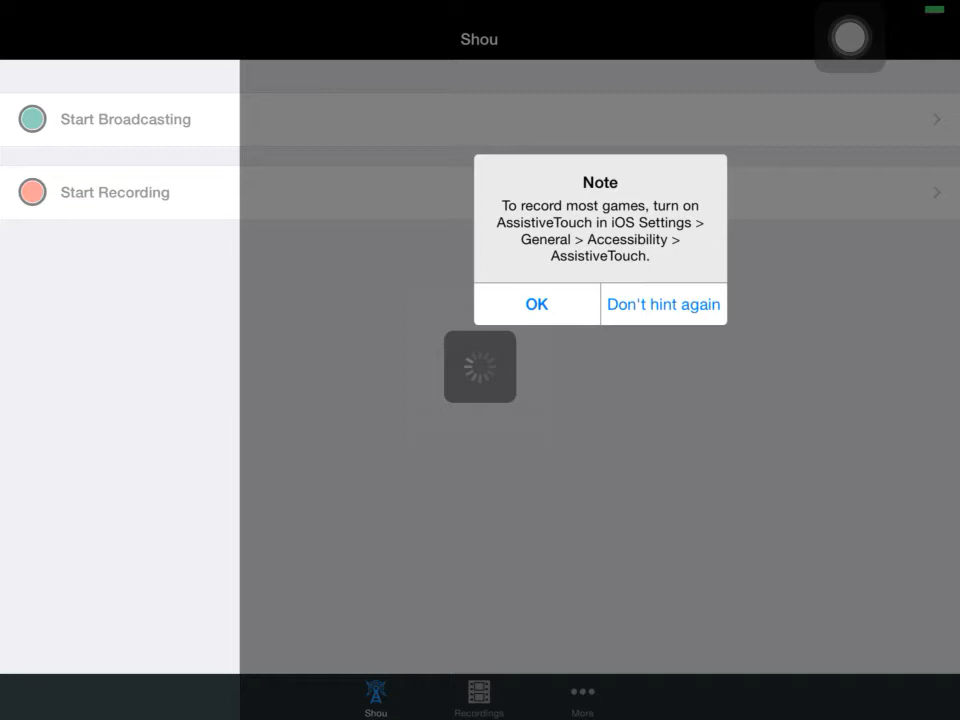 Shou
Start Broadcasting
Start Recording
Note
To record most games, turn on
AssistiveTouch in iOS Settings >
General > Accessibility >
AssistiveTouch.
OK
Don't hint again
Shou
Recordings
More